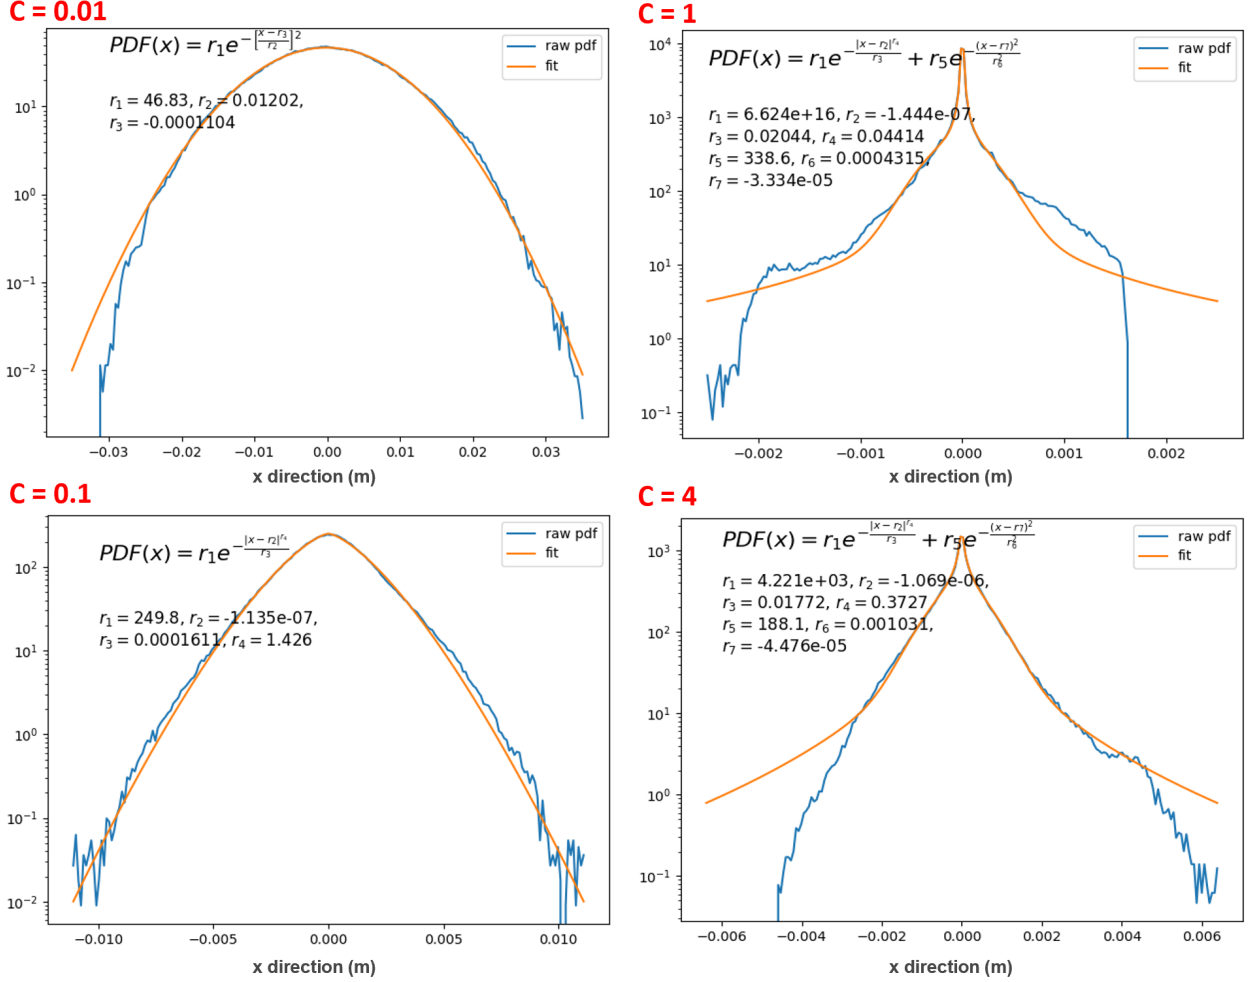 C = 0.01
PDF(x) = r₁e^{-[(x-r₃)/r₂]²}
raw pdf
fit
r₁ = 46.83, r₂ = 0.01202,
r₃ = -0.0001104
10¹
10⁰
10⁻¹
10⁻²
−0.03 −0.02 −0.01 0.00 0.01 0.02 0.03
x direction (m)
C = 1
PDF(x) = r₁e^{-|x-r₂|^{r₄}/r₃} + r₅e^{-(x-r₇)²/r₆²}
raw pdf
fit
r₁ = 6.624e+16, r₂ = -1.444e-07,
r₃ = 0.02044, r₄ = 0.04414
r₅ = 338.6, r₆ = 0.0004315,
r₇ = -3.334e-05
10⁴
10³
10²
10¹
10⁰
10⁻¹
−0.002 −0.001 0.000 0.001 0.002
x direction (m)
C = 0.1
PDF(x) = r₁e^{-|x-r₂|^{r₄}/r₃}
raw pdf
fit
r₁ = 249.8, r₂ = -1.135e-07,
r₃ = 0.0001611, r₄ = 1.426
10²
10¹
10⁰
10⁻¹
10⁻²
−0.010 −0.005 0.000 0.005 0.010
x direction (m)
C = 4
PDF(x) = r₁e^{-|x-r₂|^{r₄}/r₃} + r₅e^{-(x-r₇)²/r₆²}
raw pdf
fit
r₁ = 4.221e+03, r₂ = -1.069e-06,
r₃ = 0.01772, r₄ = 0.3727
r₅ = 188.1, r₆ = 0.001031,
r₇ = -4.476e-05
10³
10²
10¹
10⁰
10⁻¹
−0.006 −0.004 −0.002 0.000 0.002 0.004 0.006
x direction (m)